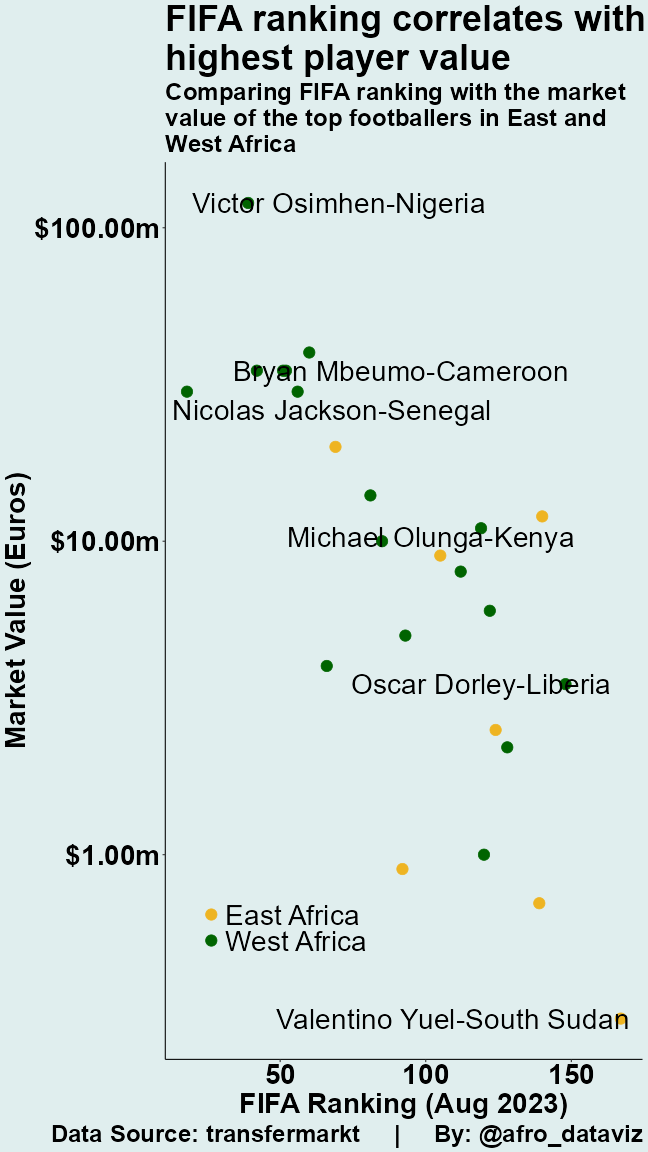 FIFA ranking correlates with
highest player value
Comparing FIFA ranking with the market
value of the top footballers in East and
West Africa
Victor Osimhen-Nigeria
$100.00m
Bryan Mbeumo-Cameroon
Nicolas Jackson-Senegal
Michael Olunga-Kenya
$10.00m
Market Value (Euros)
Oscar Dorley-Liberia
$1.00m
East Africa
West Africa
Valentino Yuel-South Sudan
50 100 150
FIFA Ranking (Aug 2023)
Data Source: transfermarkt | By: @afro_dataviz